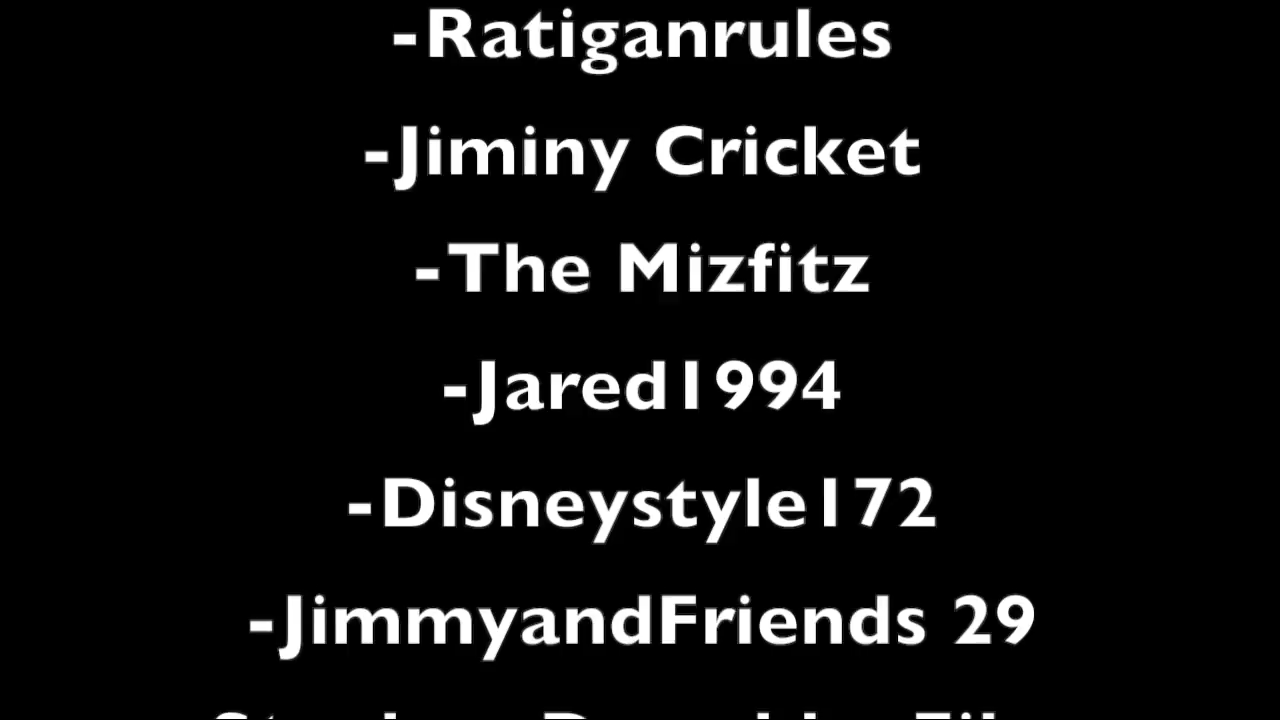 -Ratiganrules
-Jiminy Cricket
-The Mizfitz
-Jared1994
-Disneystyle172
-JimmyandFriends 29